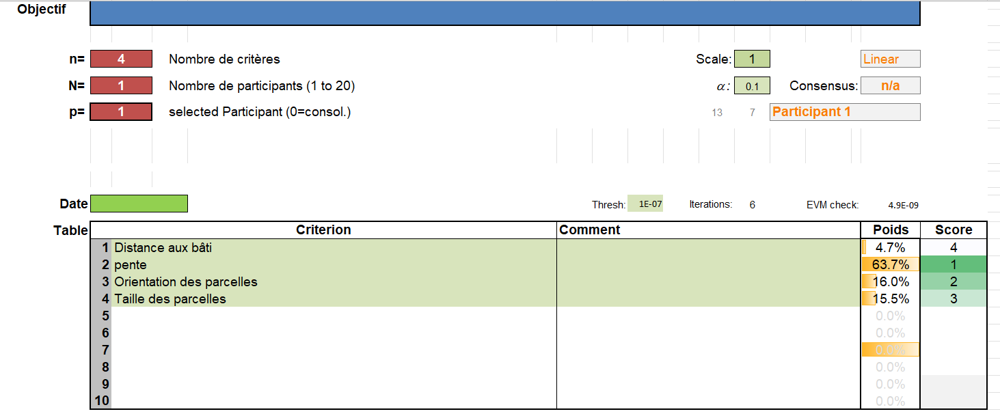 Objectif
n= 4 Nombre de critères Scale: 1 Linear
N= 1 Nombre de participants (1 to 20) α: 0.1 Consensus: n/a
p= 1 selected Participant (0=consol.) 13 7 Participant 1
Date Thresh: 1E-07 Iterations: 6 EVM check: 4.9E-09
Table Criterion Comment Poids Score
1 Distance aux bâti 4.7% 4
2 pente 63.7% 1
3 Orientation des parcelles 16.0% 2
4 Taille des parcelles 15.5% 3
5 0.0%
6 0.0%
7 0.0%
8 0.0%
9 0.0%
10 0.0%